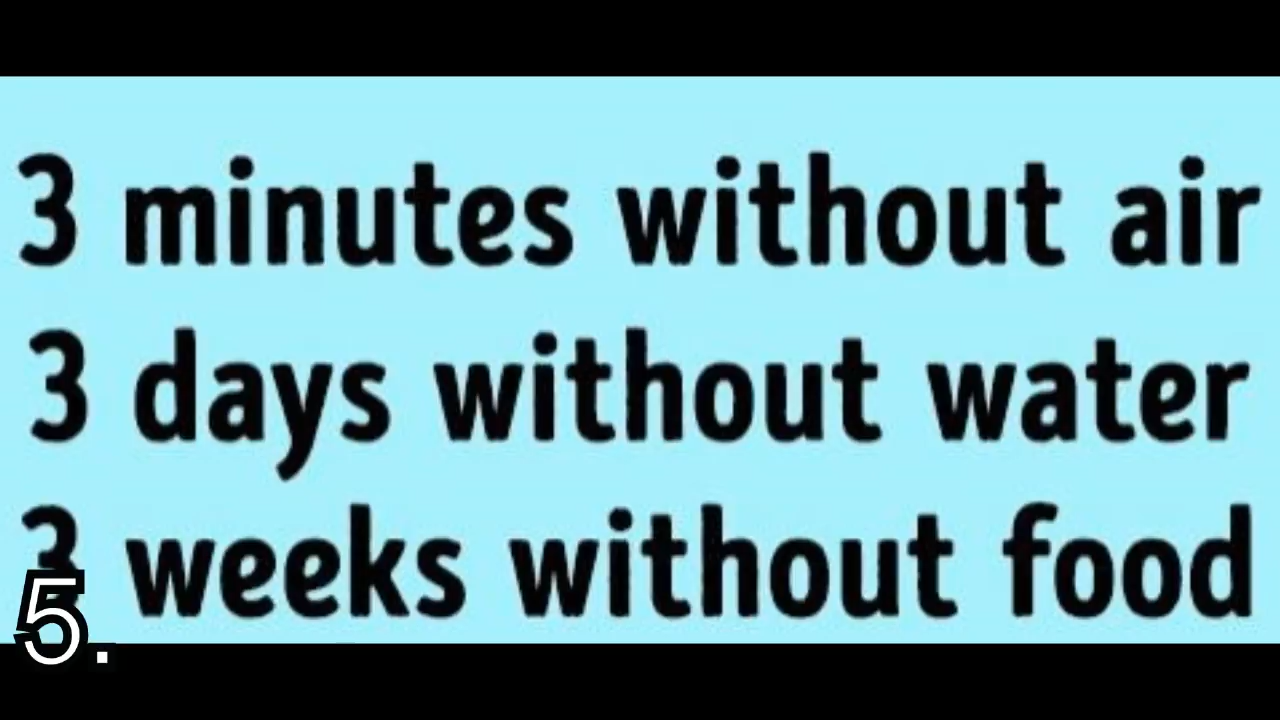 3 minutes without air
3 days without water
3 weeks without food
5.